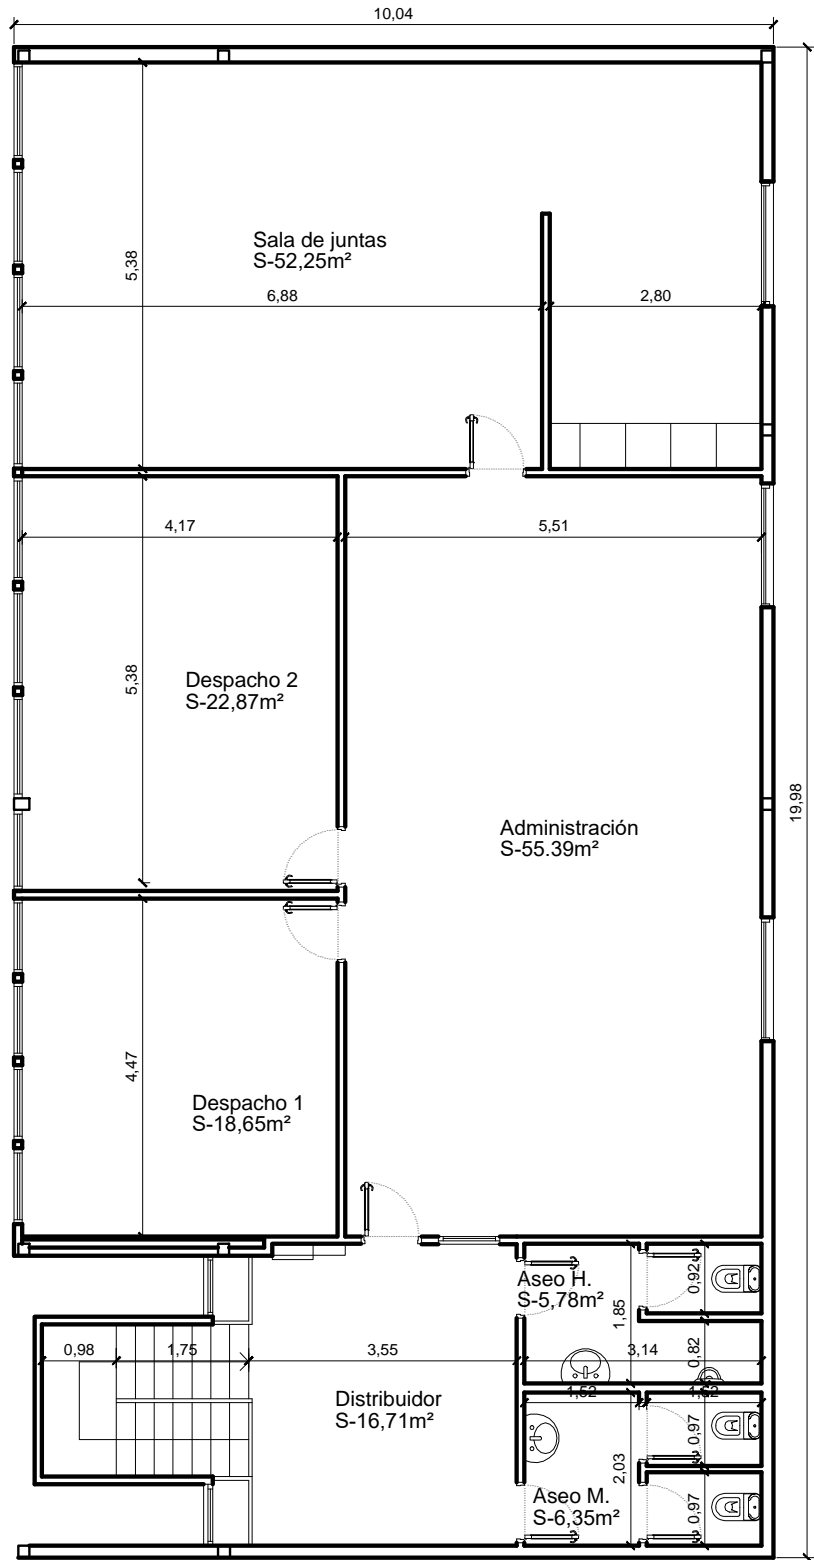 10,04
Sala de juntas
S-52,25m²
5,38
6,88
2,80
4,17
5,51
5,38
Despacho 2
S-22,87m²
19,98
Administración
S-55.39m²
4,47
Despacho 1
S-18,65m²
Aseo H.
S-5,78m²
0,92
1,85
0,98
1,75
3,55
3,14
0,82
1,52
Distribuidor
S-16,71m²
0,97
2,03
Aseo M.
S-6,35m²
0,97